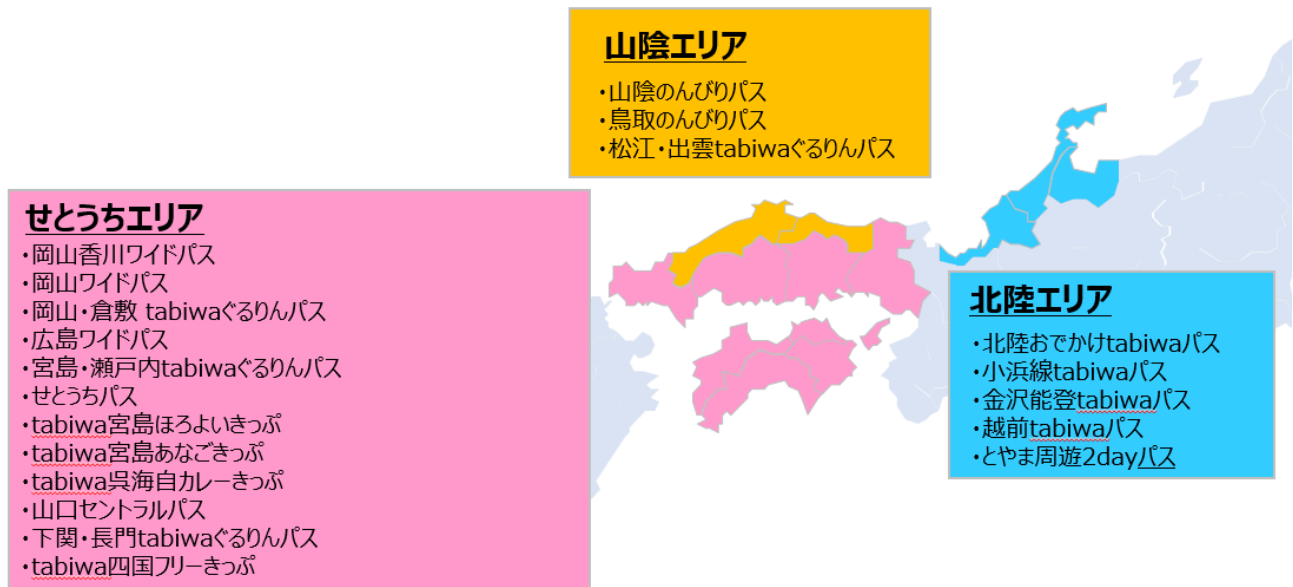 山陰エリア
・山陰のんびりパス
・鳥取のんびりパス
・松江・出雲tabiwaぐるりんパス
せとうちエリア
・岡山香川ワイドパス
・岡山ワイドパス
・岡山・倉敷 tabiwaぐるりんパス
・広島ワイドパス
・宮島・瀬戸内tabiwaぐるりんパス
・せとうちパス
・tabiwa宮島ほろよいきっぷ
・tabiwa宮島あなごきっぷ
・tabiwa呉海自カレーきっぷ
・山口セントラルパス
・下関・長門tabiwaぐるりんパス
・tabiwa四国フリーきっぷ
北陸エリア
・北陸おでかけtabiwaパス
・小浜線tabiwaパス
・金沢能登tabiwaパス
・越前tabiwaパス
・とやま周遊2dayパス